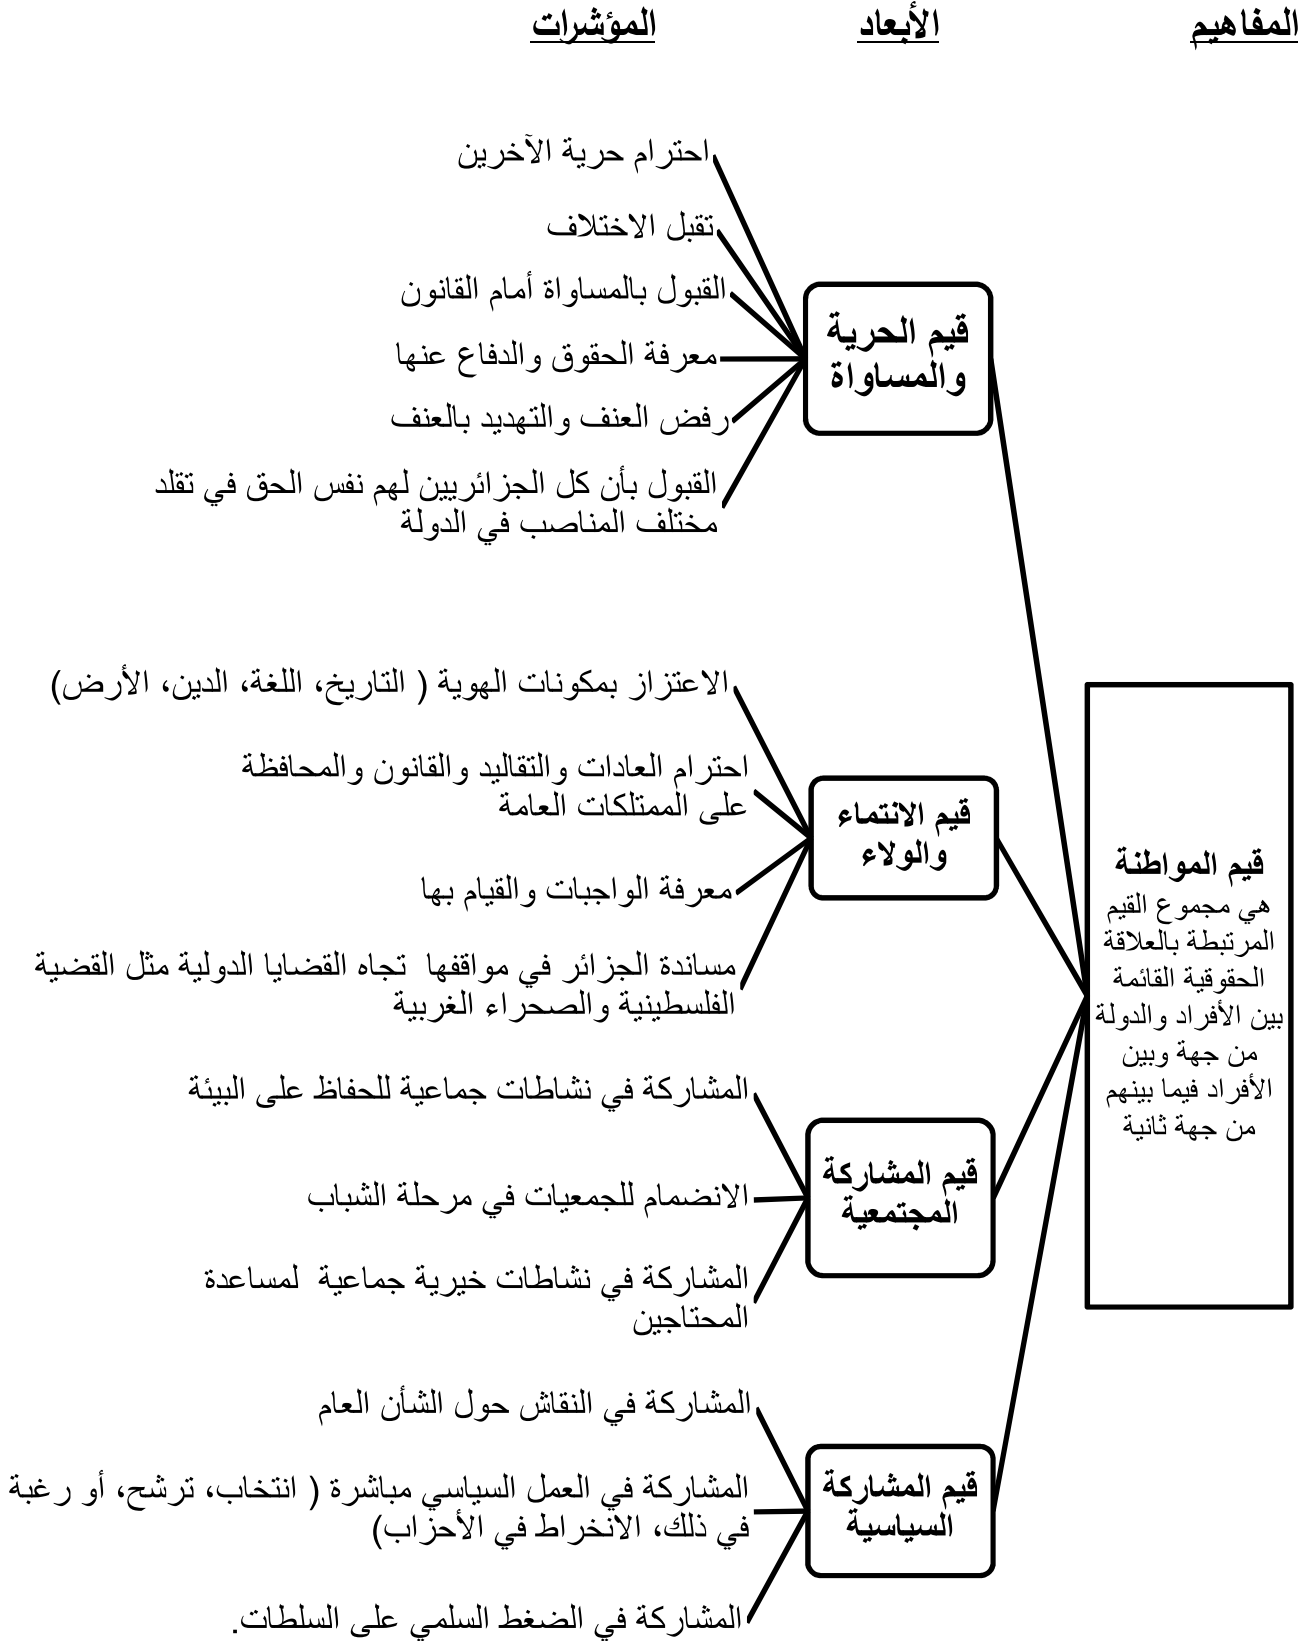 المفاهيم
الأبعاد
المؤشرات
قيم المواطنة
هي مجموع القيم
المرتبطة بالعلاقة
الحقوقية القائمة
بين الأفراد والدولة
من جهة وبين
الأفراد فيما بينهم
من جهة ثانية
قيم الحرية
والمساواة
احترام حرية الآخرين
تقبل الاختلاف
القبول بالمساواة أمام القانون
معرفة الحقوق والدفاع عنها
رفض العنف والتهديد بالعنف
القبول بأن كل الجزائريين لهم نفس الحق في تقلد
مختلف المناصب في الدولة
قيم الانتماء
والولاء
الاعتزاز بمكونات الهوية ( التاريخ، اللغة، الدين، الأرض)
احترام العادات والتقاليد والقانون والمحافظة
على الممتلكات العامة
معرفة الواجبات والقيام بها
مساندة الجزائر في مواقفها تجاه القضايا الدولية مثل القضية
الفلسطينية والصحراء الغربية
قيم المشاركة
المجتمعية
المشاركة في نشاطات جماعية للحفاظ على البيئة
الانضمام للجمعيات في مرحلة الشباب
المشاركة في نشاطات خيرية جماعية لمساعدة
المحتاجين
قيم المشاركة
السياسية
المشاركة في النقاش حول الشأن العام
المشاركة في العمل السياسي مباشرة ( انتخاب، ترشح، أو رغبة
في ذلك، الانخراط في الأحزاب)
المشاركة في الضغط السلمي على السلطات.